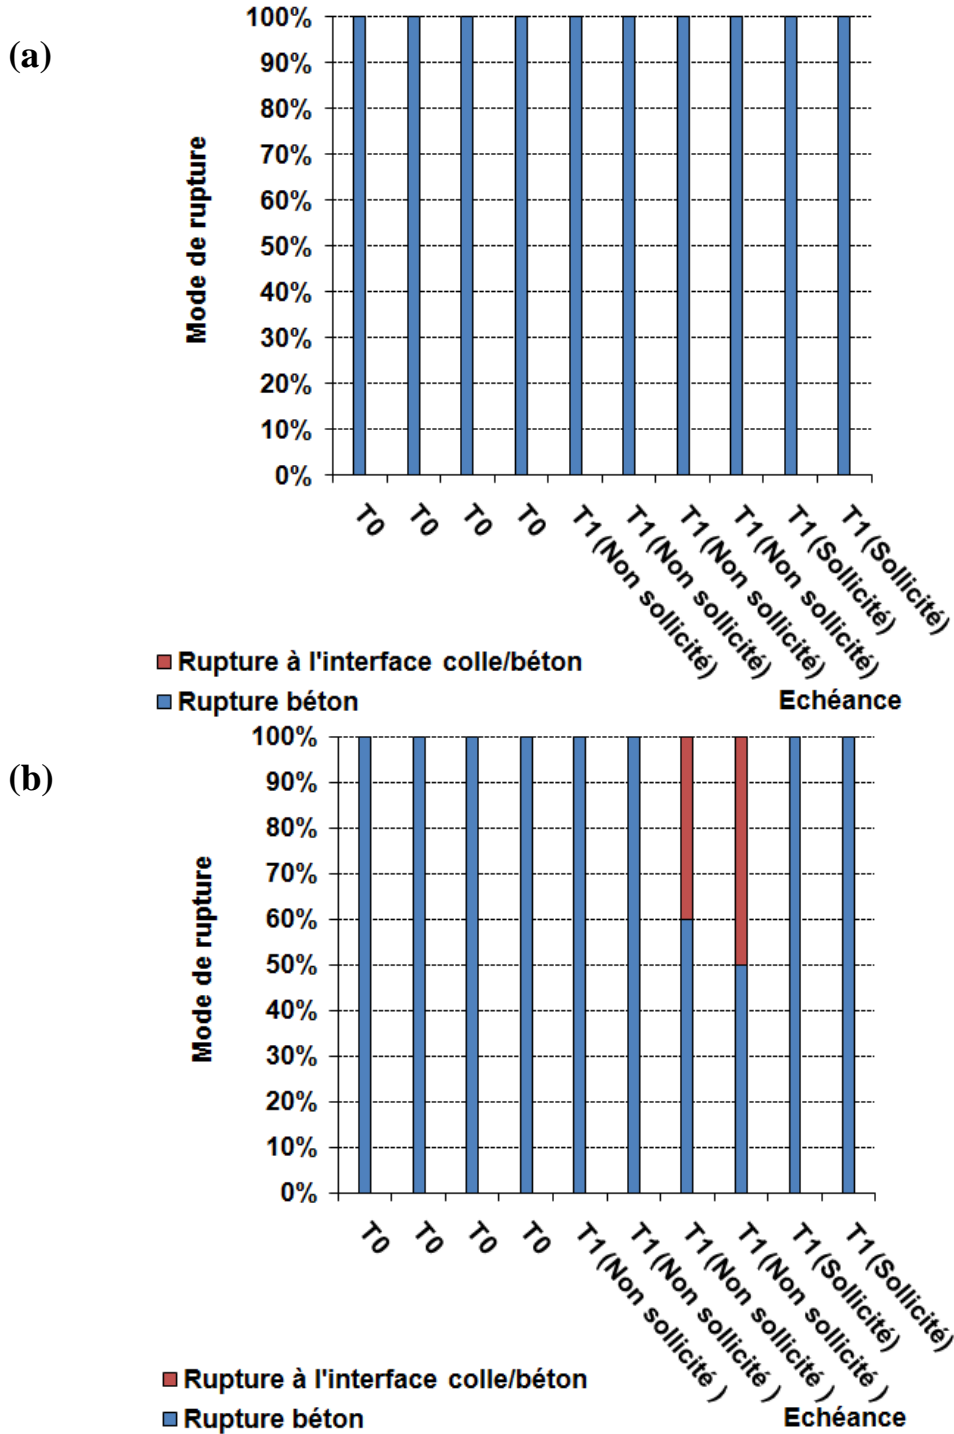 (a)
Mode de rupture
100%
90%
80%
70%
60%
50%
40%
30%
20%
10%
0%
T0
T0
T0
T0
T1 (Non sollicité)
T1 (Non sollicité)
T1 (Non sollicité)
T1 (Non sollicité)
T1 (Sollicité)
T1 (Sollicité)
Rupture à l'interface colle/béton
Rupture béton
Echéance
(b)
Mode de rupture
100%
90%
80%
70%
60%
50%
40%
30%
20%
10%
0%
T0
T0
T0
T0
T1 (Non sollicité )
T1 (Non sollicité )
T1 (Non sollicité )
T1 (Non sollicité )
T1 (Sollicité)
T1 (Sollicité)
Rupture à l'interface colle/béton
Rupture béton
Echéance